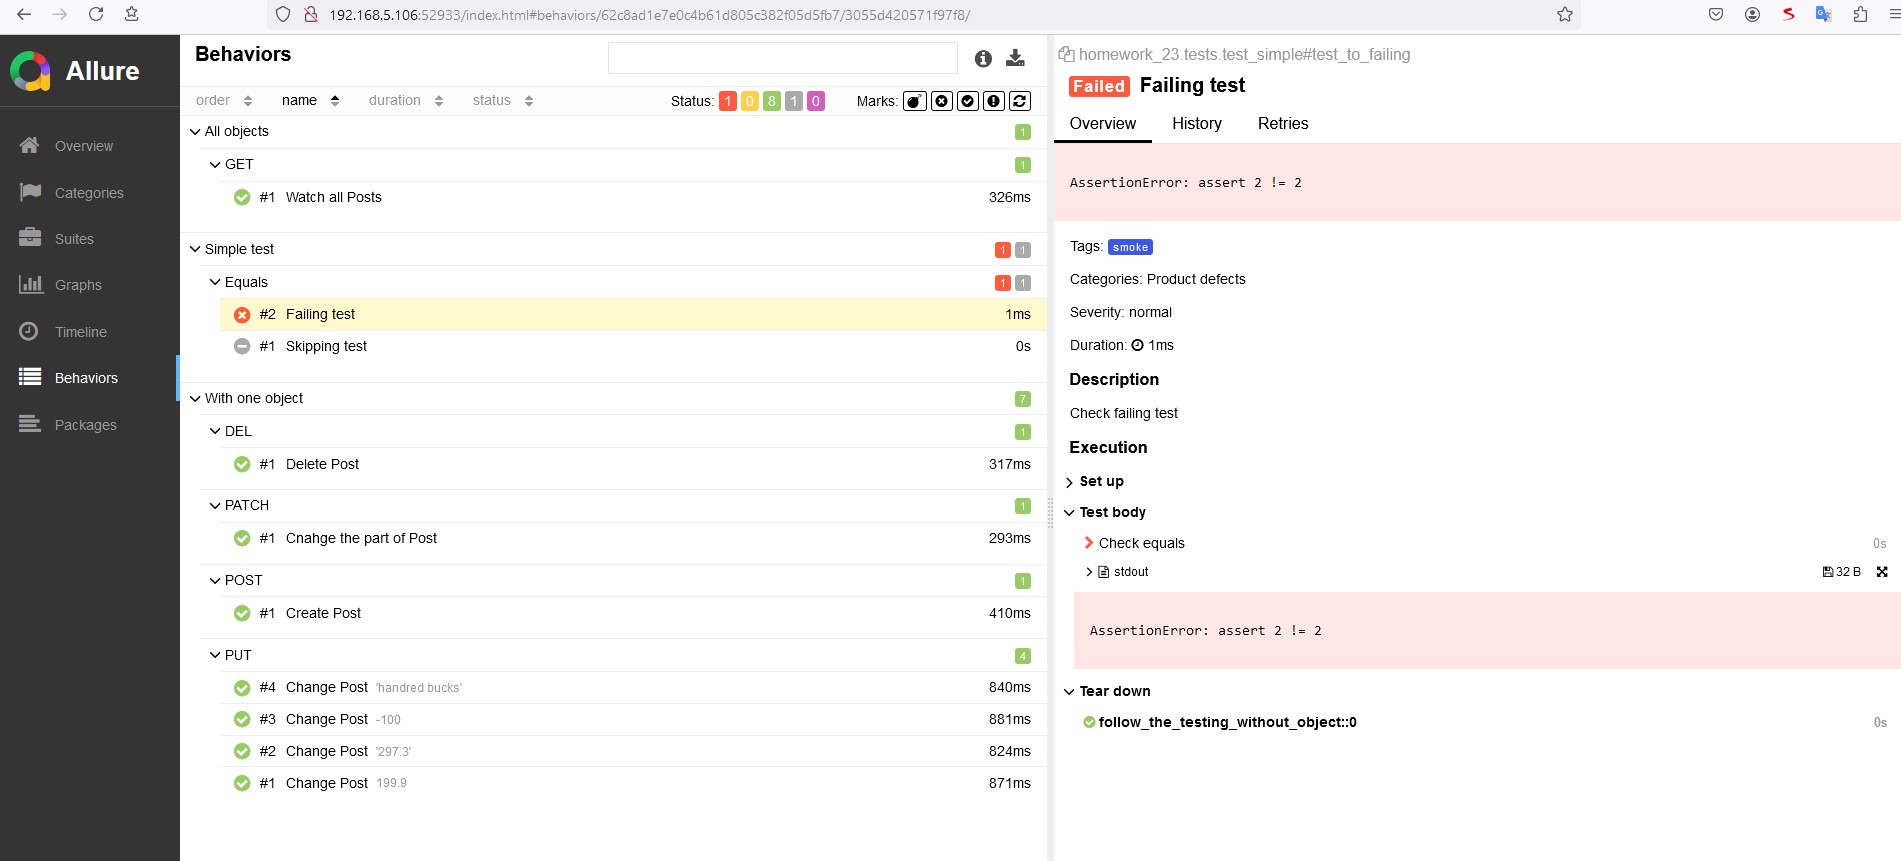 192.168.5.106:52933/index.html#behaviors/62c8ad1e7e0c4b61d805c382f05d5fb7/3055d420571f97f8/
Allure
Overview
Categories
Suites
Graphs
Timeline
Behaviors
Packages
Behaviors
order name duration status Status: 1 0 8 1 0 Marks:
All objects 1
GET 1
#1 Watch all Posts 326ms
Simple test 1 1
Equals 1 1
#2 Failing test 1ms
#1 Skipping test 0s
With one object 7
DEL 1
#1 Delete Post 317ms
PATCH 1
#1 Cnahge the part of Post 293ms
POST 1
#1 Create Post 410ms
PUT 4
#4 Change Post 'handred bucks' 840ms
#3 Change Post -100 881ms
#2 Change Post '297.3' 824ms
#1 Change Post 199.9 871ms
homework_23.tests.test_simple#test_to_failing
Failed Failing test
Overview History Retries
AssertionError: assert 2 != 2
Tags: smoke
Categories: Product defects
Severity: normal
Duration: 1ms
Description
Check failing test
Execution
Set up
Test body
Check equals 0s
stdout 32 B
AssertionError: assert 2 != 2
Tear down
follow_the_testing_without_object::0 0s